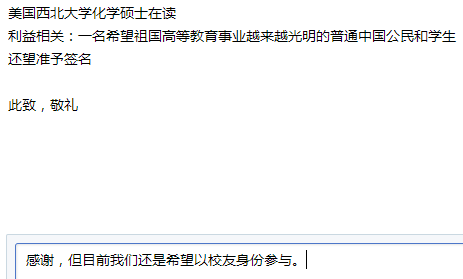 美国西北大学化学硕士在读
利益相关：一名希望祖国高等教育事业越来越光明的普通中国公民和学生
还望准予签名
此致，敬礼
感谢，但目前我们还是希望以校友身份参与。